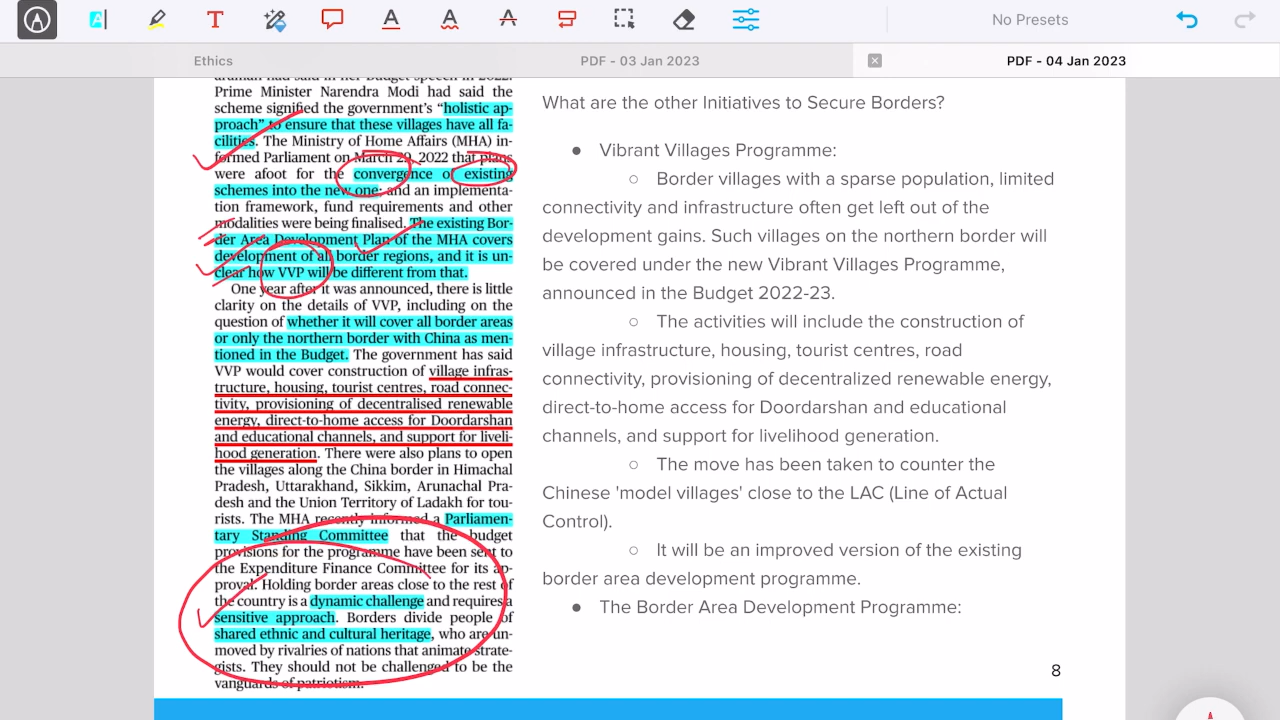 No Presets
Ethics
PDF - 03 Jan 2023
PDF - 04 Jan 2023
had said in her Budget speech in 2022.
Prime Minister Narendra Modi had said the
scheme signified the government’s “holistic ap-
proach” to ensure that these villages have all fa-
cilities. The Ministry of Home Affairs (MHA) in-
formed Parliament on March 29, 2022 that plans
were afoot for the convergence of existing
schemes into the new one; and an implementa-
tion framework, fund requirements and other
modalities were being finalised. The existing Bor-
der Area Development Plan of the MHA covers
development of all border regions, and it is un-
clear how VVP will be different from that.
One year after it was announced, there is little
clarity on the details of VVP, including on the
question of whether it will cover all border areas
or only the northern border with China as men-
tioned in the Budget. The government has said
VVP would cover construction of village infras-
tructure, housing, tourist centres, road connec-
tivity, provisioning of decentralised renewable
energy, direct-to-home access for Doordarshan
and educational channels, and support for liveli-
hood generation. There were also plans to open
the villages along the China border in Himachal
Pradesh, Uttarakhand, Sikkim, Arunachal Pra-
desh and the Union Territory of Ladakh for tou-
rists. The MHA recently informed a Parliamen-
tary Standing Committee that the budget
provisions for the programme have been sent to
the Expenditure Finance Committee for its ap-
proval. Holding border areas close to the rest of
the country is a dynamic challenge and requires a
sensitive approach. Borders divide people of
shared ethnic and cultural heritage, who are un-
moved by rivalries of nations that animate strate-
gists. They should not be challenged to be the
vanguards of patriotism.
What are the other Initiatives to Secure Borders?
● Vibrant Villages Programme:
○ Border villages with a sparse population, limited
connectivity and infrastructure often get left out of the
development gains. Such villages on the northern border will
be covered under the new Vibrant Villages Programme,
announced in the Budget 2022-23.
○ The activities will include the construction of
village infrastructure, housing, tourist centres, road
connectivity, provisioning of decentralized renewable energy,
direct-to-home access for Doordarshan and educational
channels, and support for livelihood generation.
○ The move has been taken to counter the
Chinese 'model villages' close to the LAC (Line of Actual
Control).
○ It will be an improved version of the existing
border area development programme.
● The Border Area Development Programme:
8